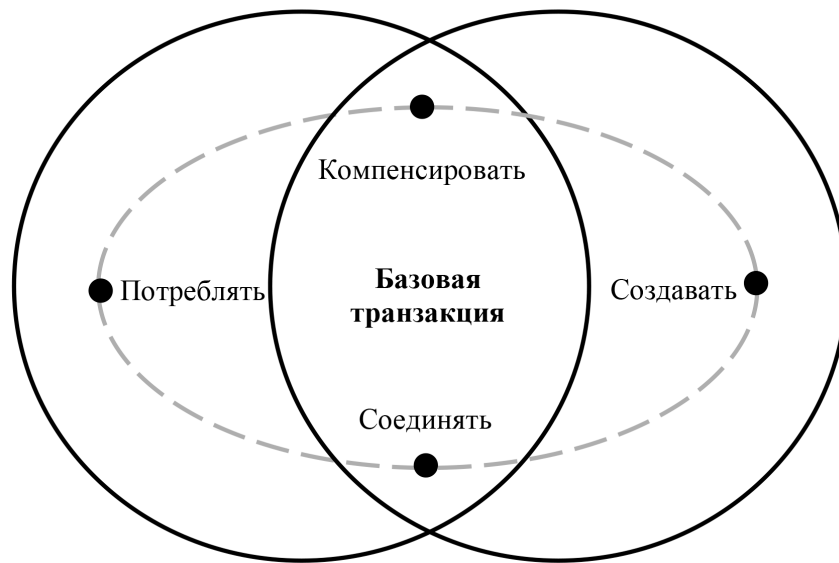 Компенсировать
Потреблять
Базовая
транзакция
Создавать
Соединять